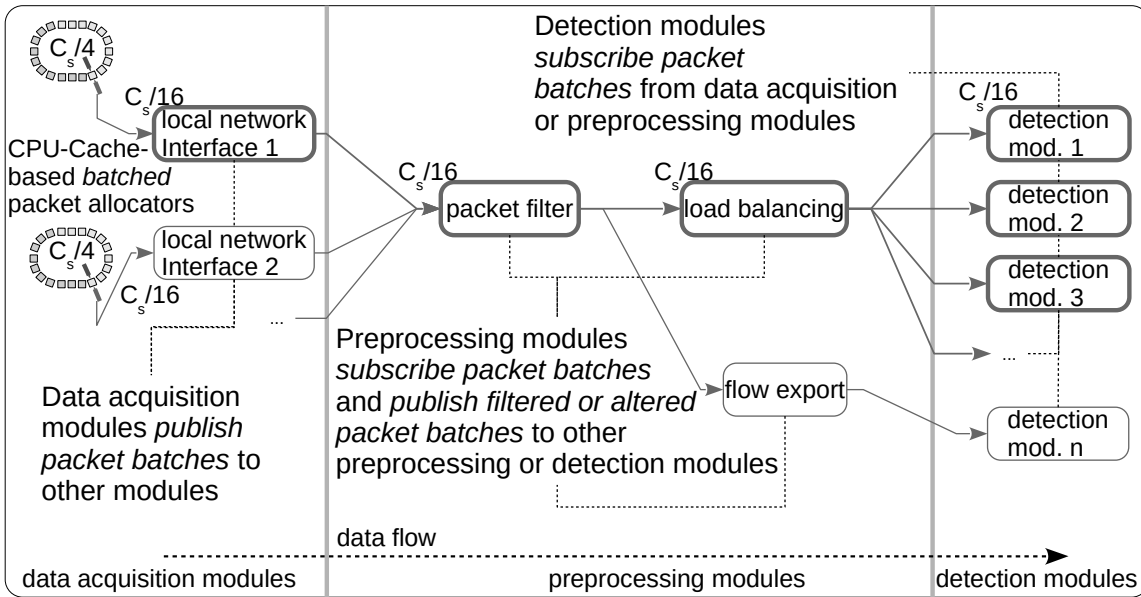 C_s/4
C_s/16
local network
Interface 1
CPU-Cache-
based batched
packet allocators
C_s/4
C_s/16
local network
Interface 2
...
Data acquisition
modules publish
packet batches to
other modules
Detection modules
subscribe packet
batches from data acquisition
or preprocessing modules
C_s/16
packet filter
C_s/16
load balancing
Preprocessing modules
subscribe packet batches
and publish filtered or altered
packet batches to other
preprocessing or detection modules
flow export
C_s/16
detection
mod. 1
detection
mod. 2
detection
mod. 3
...
detection
mod. n
data flow
data acquisition modules
preprocessing modules
detection modules